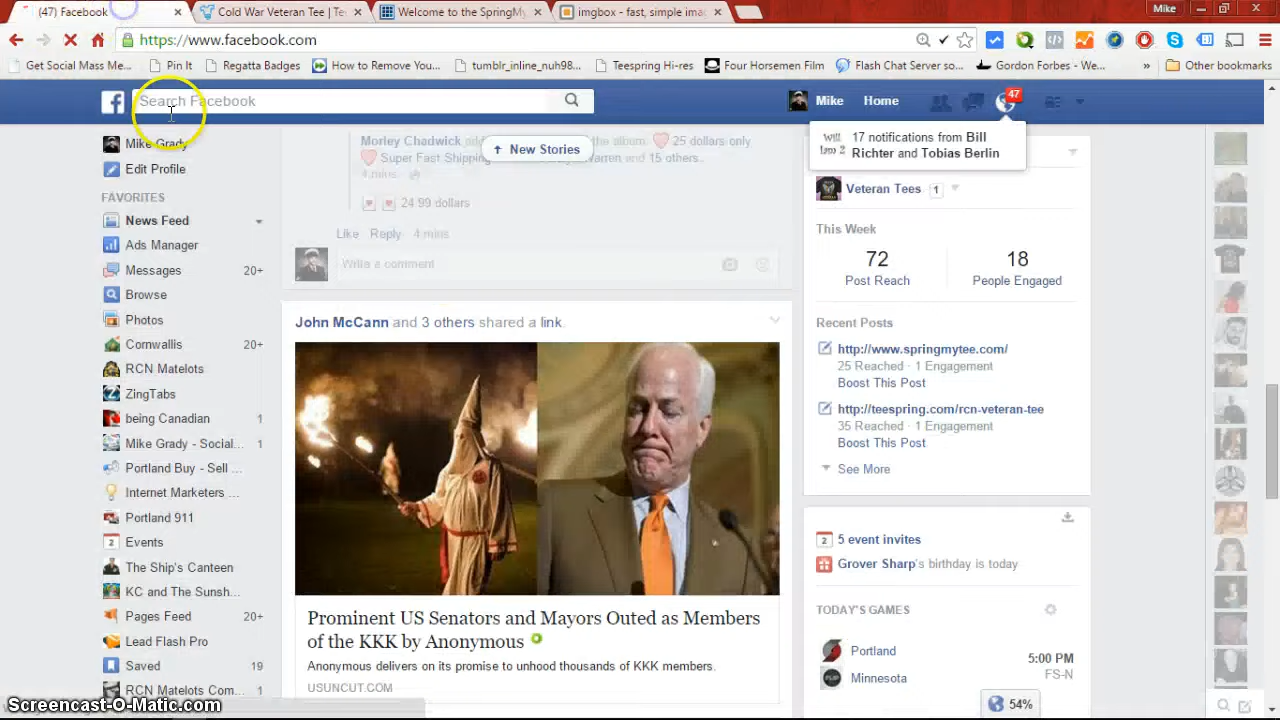 (47) Facebook
Cold War Veteran Tee | Te
Welcome to the SpringMy
imgbox - fast, simple ima
Mike
https://www.facebook.com
Get Social Mass Me...
Pin It
Regatta Badges
How to Remove You...
tumblr_inline_nuh98...
Teespring Hi-res
Four Horsemen Film
Flash Chat Server so...
Gordon Forbes - We...
»
Other bookmarks
Search Facebook
Mike
Home
47
17 notifications from Bill
Richter and Tobias Berlin
Mike Grady
Edit Profile
FAVORITES
News Feed
Ads Manager
Messages 20+
Browse
Photos
Cornwallis 20+
RCN Matelots
ZingTabs
being Canadian 1
Mike Grady - Social... 1
Portland Buy - Sell ...
Internet Marketers ...
Portland 911
2 Events
The Ship's Canteen
KC and The Sunsh...
Pages Feed 20+
Lead Flash Pro
Saved 19
RCN Matelots Com... 1
Morley Chadwick
the album. 25 dollars only
Super Fast Shipping
and 15 others..
4 mins
New Stories
24.99 dollars
Like Reply 4 mins
Write a comment
John McCann and 3 others shared a link.
Prominent US Senators and Mayors Outed as Members
of the KKK by Anonymous
Anonymous delivers on its promise to unhood thousands of KKK members.
USUNCUT.COM
Veteran Tees 1
This Week
72
Post Reach
18
People Engaged
Recent Posts
http://www.springmytee.com/
25 Reached · 1 Engagement
Boost This Post
http://teespring.com/rcn-veteran-tee
35 Reached · 1 Engagement
Boost This Post
See More
2 5 event invites
Grover Sharp's birthday is today
TODAY'S GAMES
Portland
Minnesota
5:00 PM
FS-N
54%
Screencast-O-Matic.com